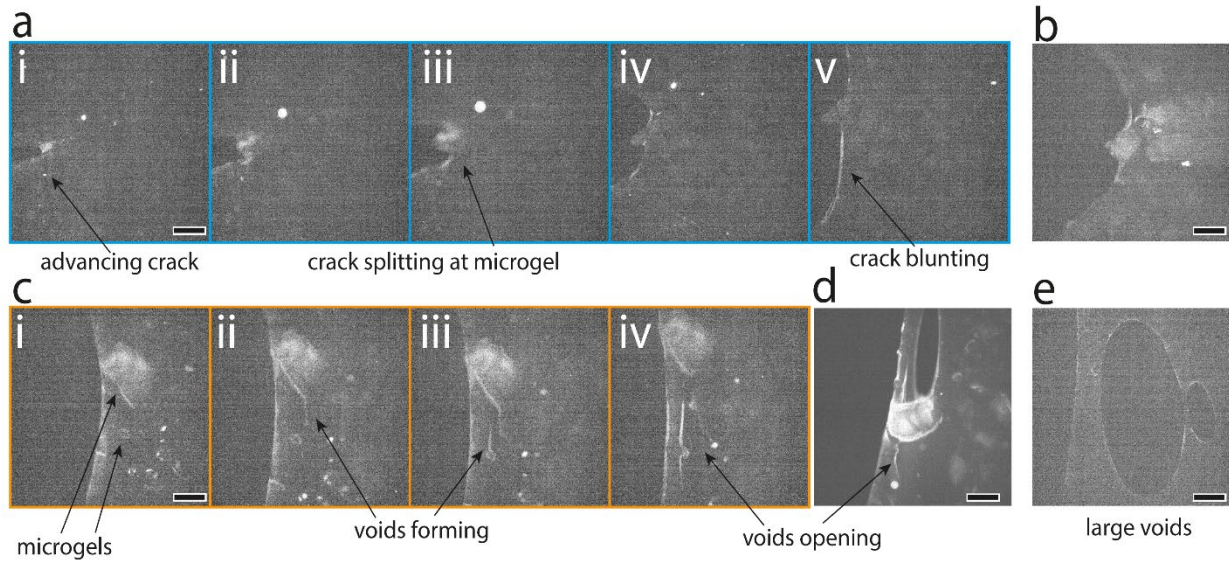 a
b
i
ii
iii
iv
v
advancing crack
crack splitting at microgel
crack blunting
c
d
e
i
ii
iii
iv
microgels
voids forming
voids opening
large voids